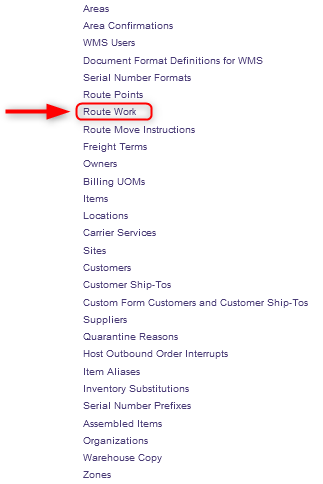 Areas
Area Confirmations
WMS Users
Document Format Definitions for WMS
Serial Number Formats
Route Points
Route Work
Route Move Instructions
Freight Terms
Owners
Billing UOMs
Items
Locations
Carrier Services
Sites
Customers
Customer Ship-Tos
Custom Form Customers and Customer Ship-Tos
Suppliers
Quarantine Reasons
Host Outbound Order Interrupts
Item Aliases
Inventory Substitutions
Serial Number Prefixes
Assembled Items
Organizations
Warehouse Copy
Zones